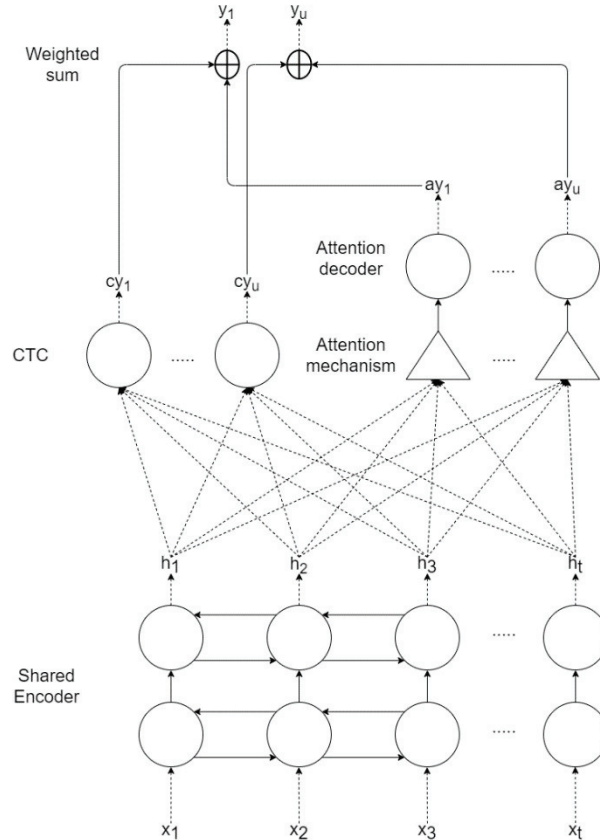 y1 yu
Weighted
sum
ay1 ayu
Attention
decoder
.....
cy1 cyu
CTC
.....
Attention
mechanism
.....
h1 h2 h3 ht
.....
Shared
Encoder
.....
x1 x2 x3 xt